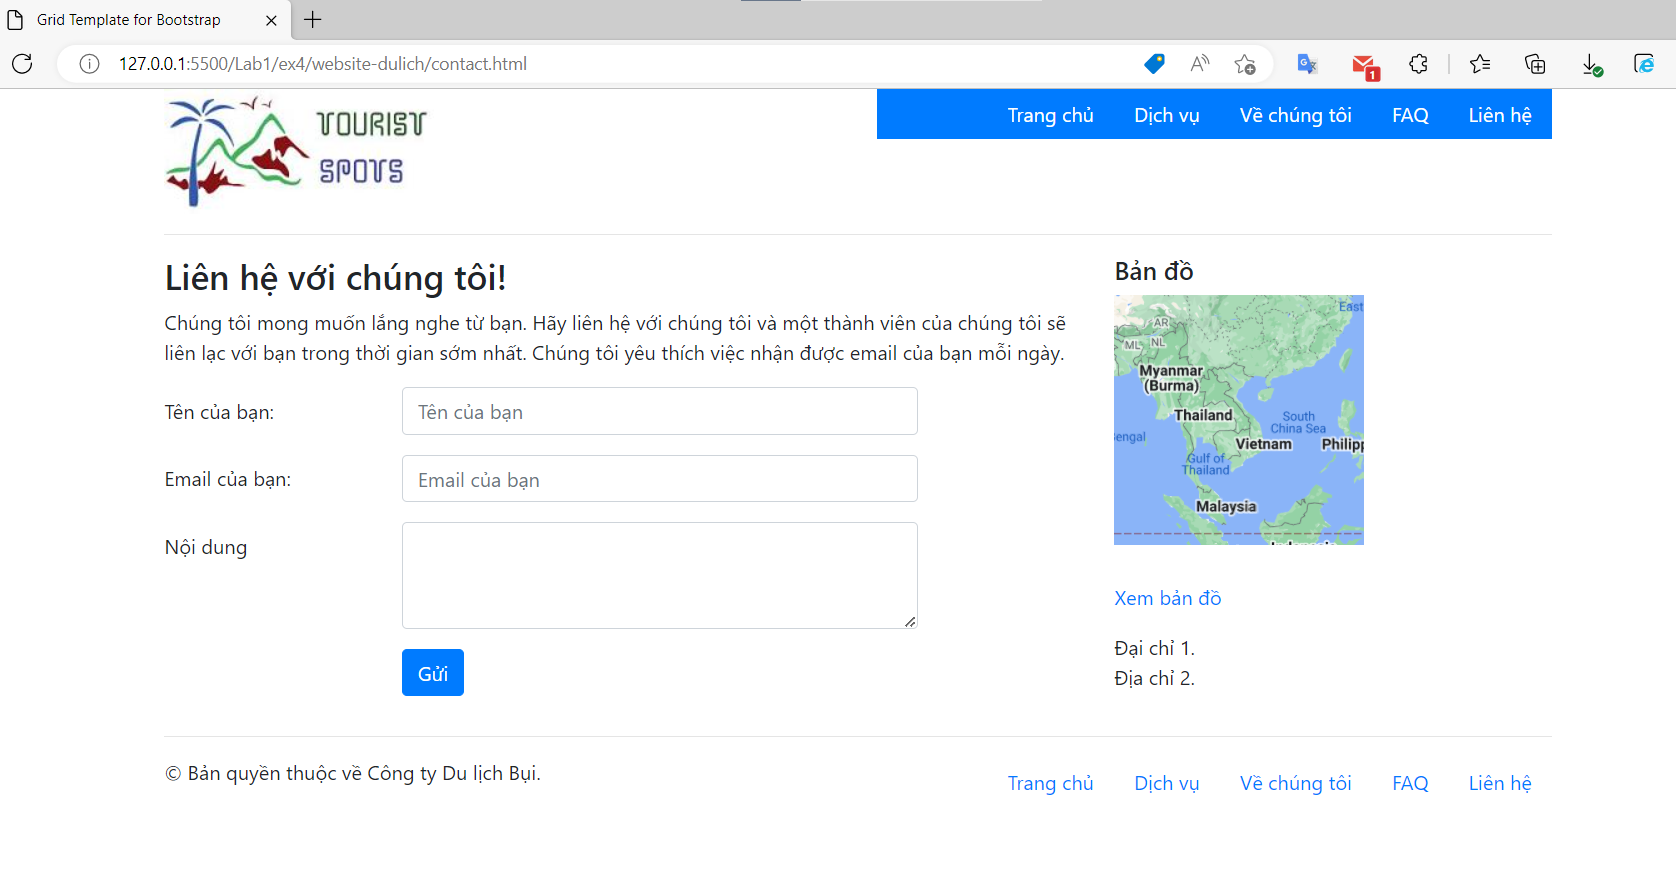 Grid Template for Bootstrap
127.0.0.1:5500/Lab1/ex4/website-dulich/contact.html
1
TOURIST
SPOTS
Trang chủ Dịch vụ Về chúng tôi FAQ Liên hệ
Liên hệ với chúng tôi!
Chúng tôi mong muốn lắng nghe từ bạn. Hãy liên hệ với chúng tôi và một thành viên của chúng tôi sẽ
liên lạc với bạn trong thời gian sớm nhất. Chúng tôi yêu thích việc nhận được email của bạn mỗi ngày.
Tên của bạn:
Tên của bạn
Email của bạn:
Email của bạn
Nội dung
Gửi
Bản đồ
East
AR
ML NL
Myanmar
(Burma)
Thailand
South
China Sea
engal
Vietnam
Philipp
Gulf of
Thailand
Malaysia
Xem bản đồ
Đại chỉ 1.
Địa chỉ 2.
© Bản quyền thuộc về Công ty Du lịch Bụi.
Trang chủ Dịch vụ Về chúng tôi FAQ Liên hệ